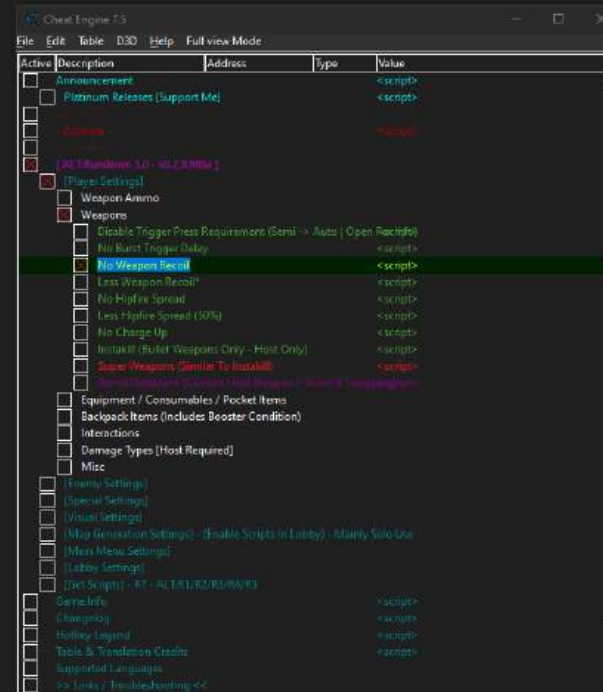 Cheat Engine 7.5
File Edit Table D3D Help Full view Mode
Active Description Address Type Value
Announcement <script>
Platinum Releases [Support Me] <script>
<script>
[Player Settings]
Weapon Ammo
Weapons
Disable Trigger Press Requirement (Semi -> Auto | Open
No Burst Trigger Delay <script>
No Weapon Recoil <script>
Less Weapon Recoil* <script>
No Hipfire Spread <script>
Less Hipfire Spread (50%) <script>
No Charge Up <script>
Instakill (Bullet Weapons Only - Host Only) <script>
Super Weapons (Similar To Instakill) <script>
Equipment / Consumables / Pocket Items
Backpack Items (Includes Booster Condition)
Interactions
Damage Types [Host Required]
Misc
[Enemy Settings]
[Special Settings]
[Visual Settings]
[Map Generation Settings] - (Enable Scripts In Lobby) - Mainly Solo Use
[Main Menu Settings]
[Lobby Settings]
[Get Scripts] -
Game Info <script>
Changelog <script>
Hotkey Legend <script>
Table & Translation Credits <script>
Supported Languages
>> Links / Troubleshooting <<